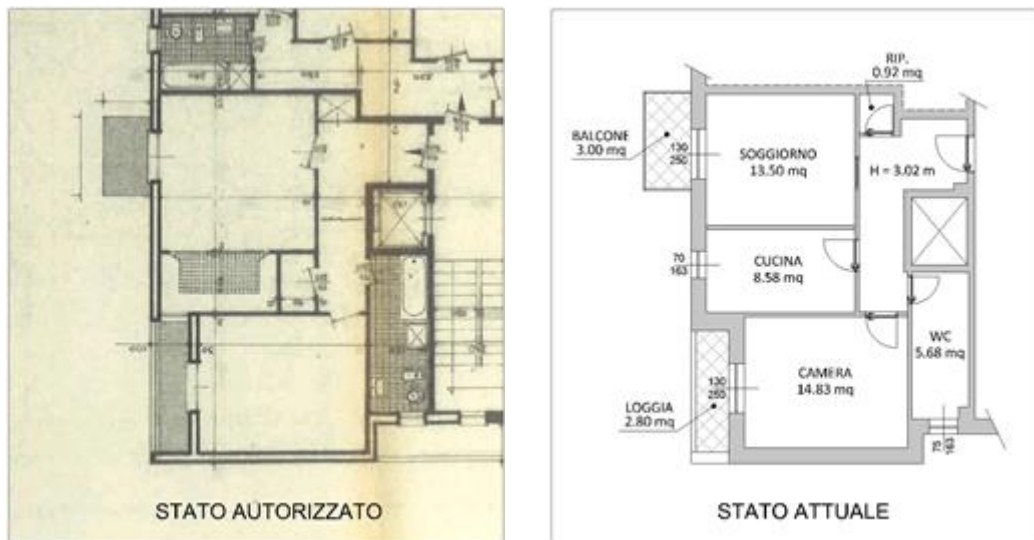 STATO AUTORIZZATO
RIP.
0.92 mq
BALCONE
3.00 mq
130
250
SOGGIORNO
13.50 mq
H = 3.02 m
70
163
CUCINA
8.58 mq
WC
5.68 mq
CAMERA
14.83 mq
130
250
LOGGIA
2.80 mq
75
163
STATO ATTUALE